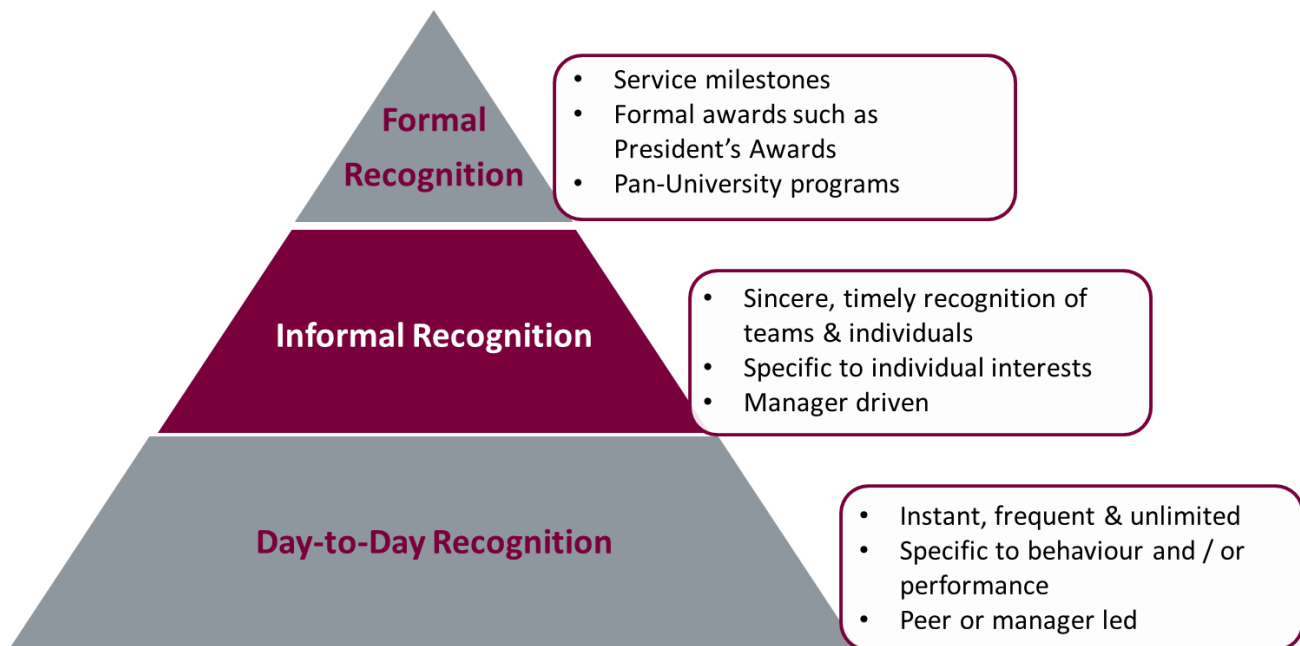 Formal
Recognition
• Service milestones
• Formal awards such as
President’s Awards
• Pan-University programs
Informal Recognition
• Sincere, timely recognition of
teams & individuals
• Specific to individual interests
• Manager driven
Day-to-Day Recognition
• Instant, frequent & unlimited
• Specific to behaviour and / or
performance
• Peer or manager led